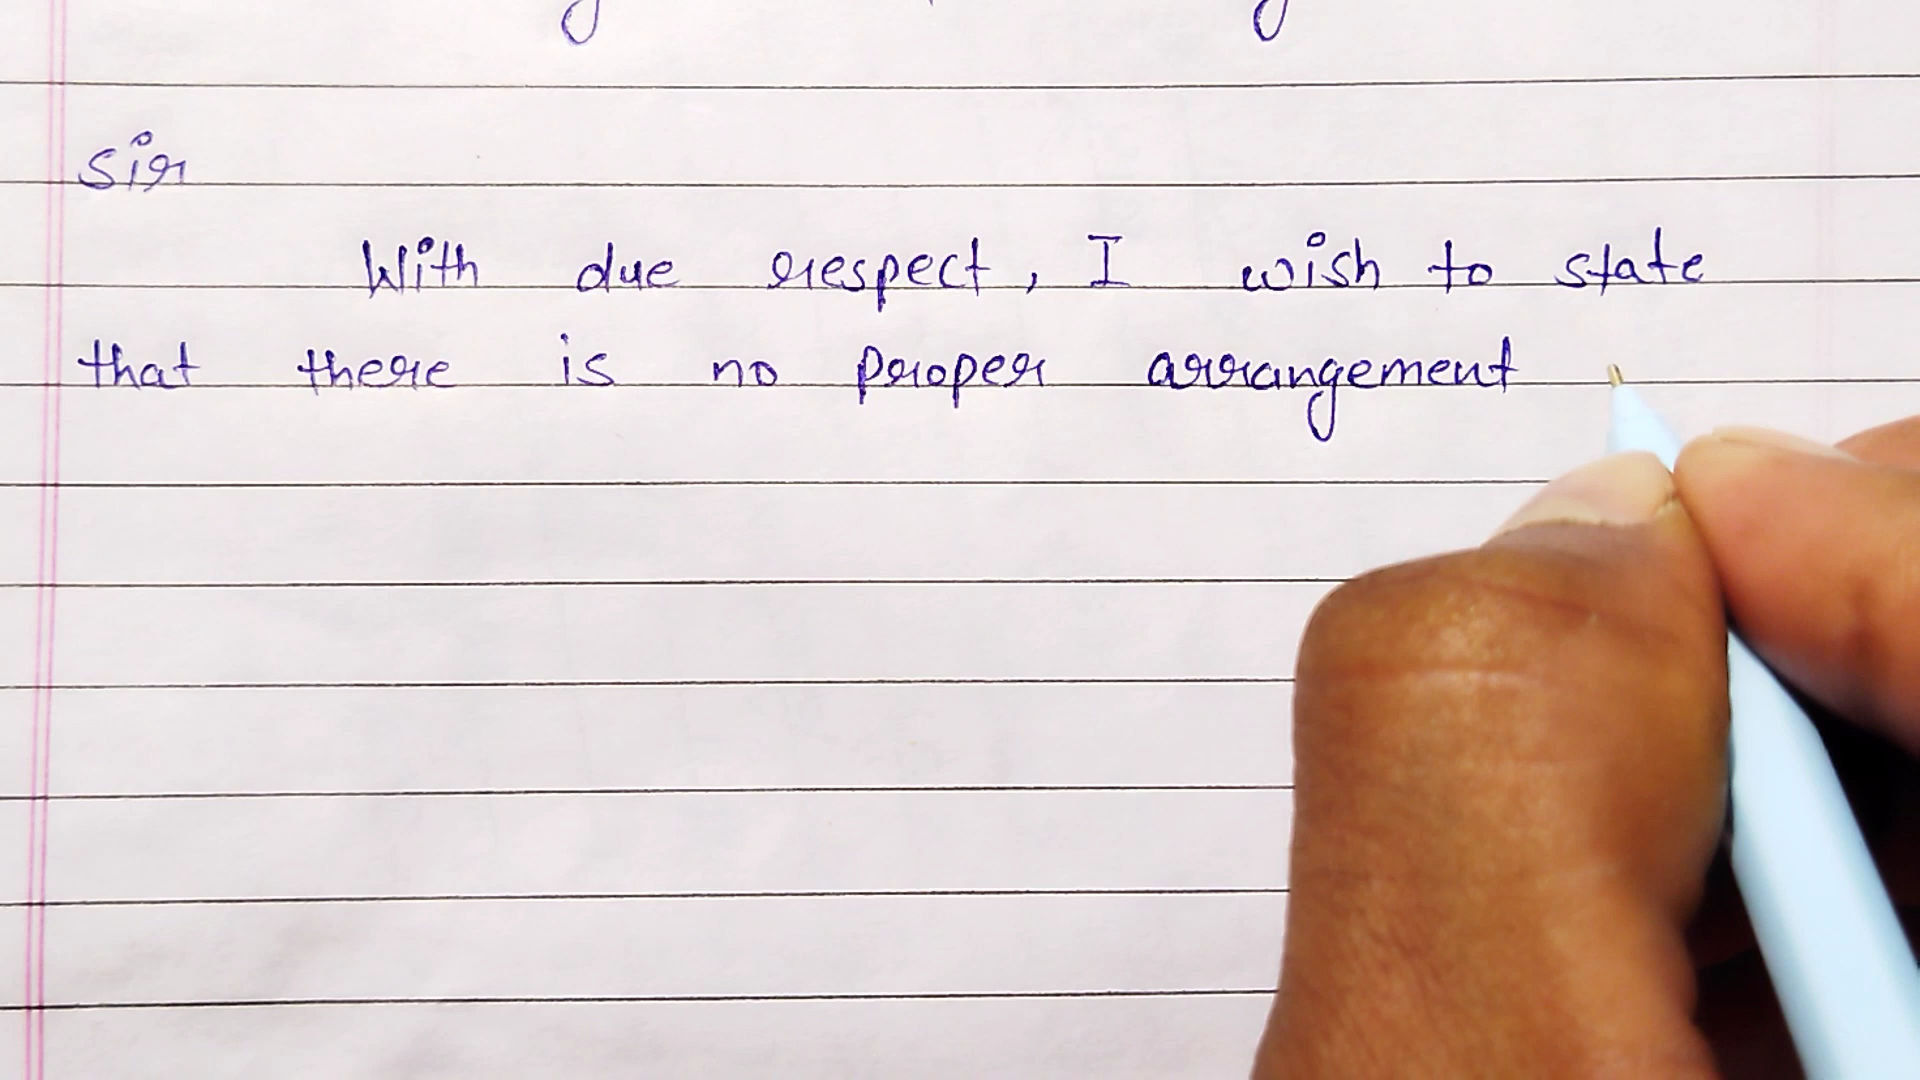 Sir
With due respect, I wish to state
that there is no proper arrangement